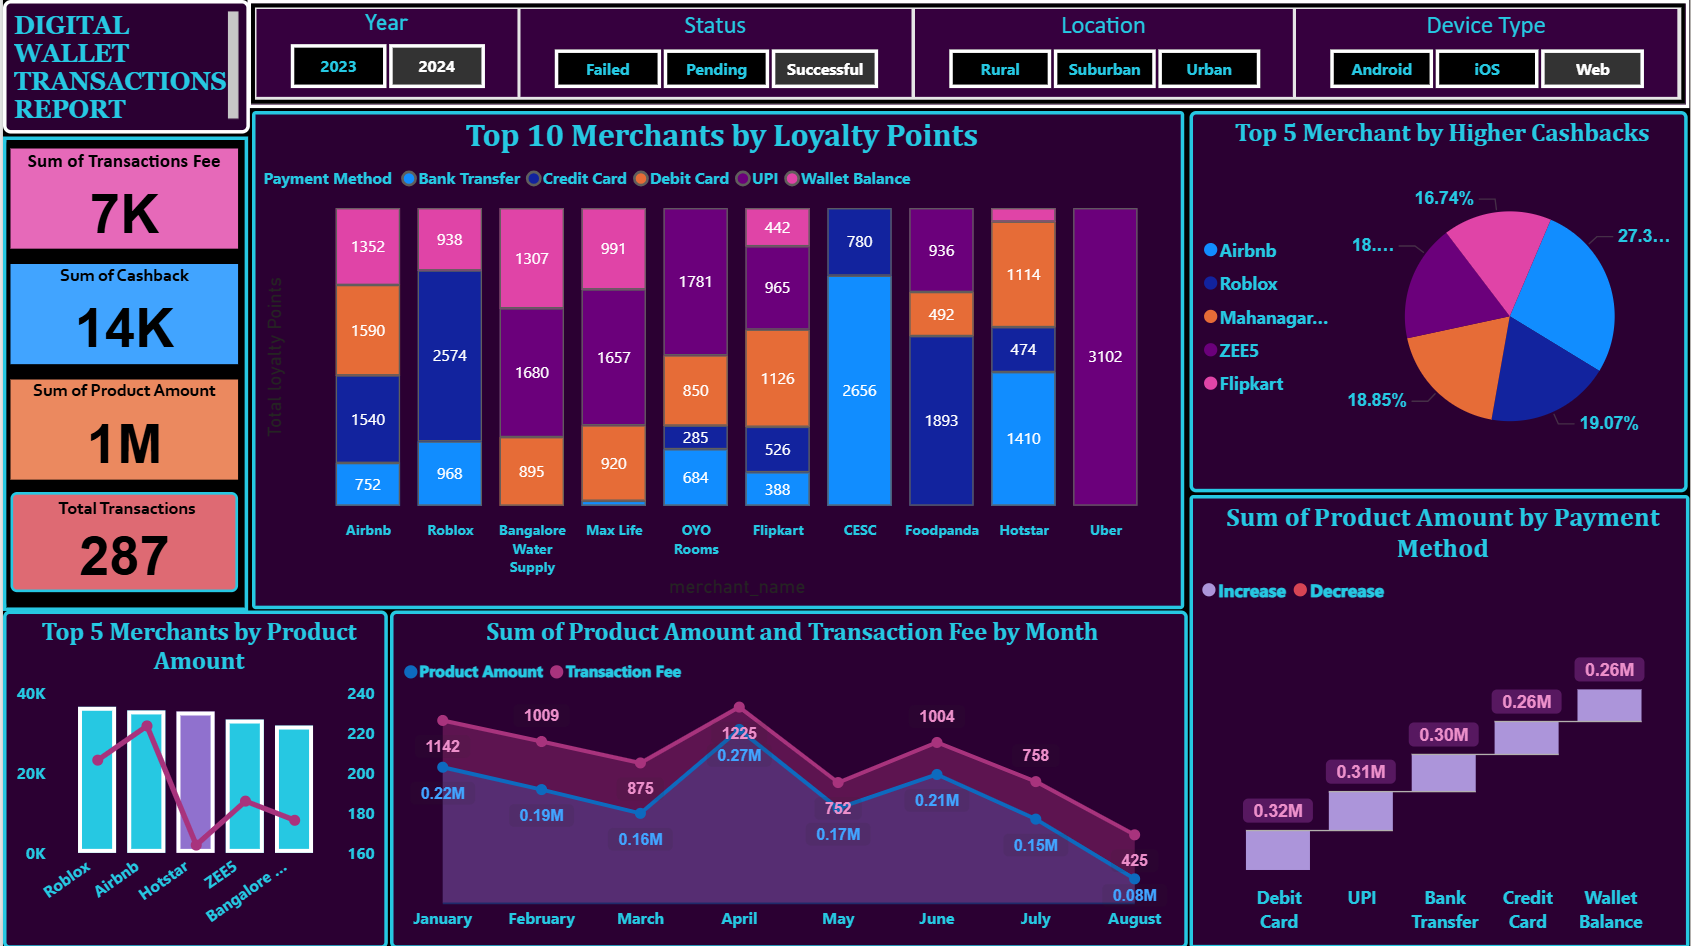 DIGITAL
WALLET
TRANSACTIONS
REPORT
Year
2023 2024
Status
Failed Pending Successful
Location
Rural Suburban Urban
Device Type
Android iOS Web
Sum of Transactions Fee
7K
Sum of Cashback
14K
Sum of Product Amount
1M
Total Transactions
287
Top 10 Merchants by Loyalty Points
Payment Method Bank Transfer Credit Card Debit Card UPI Wallet Balance
Total loyalty Points
1352
1590
1540
752
938
2574
968
1307
1680
895
991
1657
920
1781
850
285
684
442
965
1126
526
388
780
2656
936
492
1893
1114
474
1410
3102
Airbnb
Roblox
Bangalore
Water
Supply
Max Life
OYO
Rooms
Flipkart
CESC
Foodpanda
Hotstar
Uber
merchant_name
Top 5 Merchant by Higher Cashbacks
Airbnb
Roblox
Mahanagar...
ZEE5
Flipkart
16.74%
18....
18.85%
27.3...
19.07%
Top 5 Merchants by Product
Amount
40K
20K
0K
240
220
200
180
160
Roblox
Airbnb
Hotstar
ZEE5
Bangalore ...
Sum of Product Amount and Transaction Fee by Month
Product Amount Transaction Fee
1142
1009
875
1225
752
1004
758
425
0.22M
0.19M
0.16M
0.27M
0.17M
0.21M
0.15M
0.08M
January February March April May June July August
Sum of Product Amount by Payment
Method
Increase Decrease
0.32M
0.31M
0.30M
0.26M
0.26M
Debit
Card
UPI
Bank
Transfer
Credit
Card
Wallet
Balance